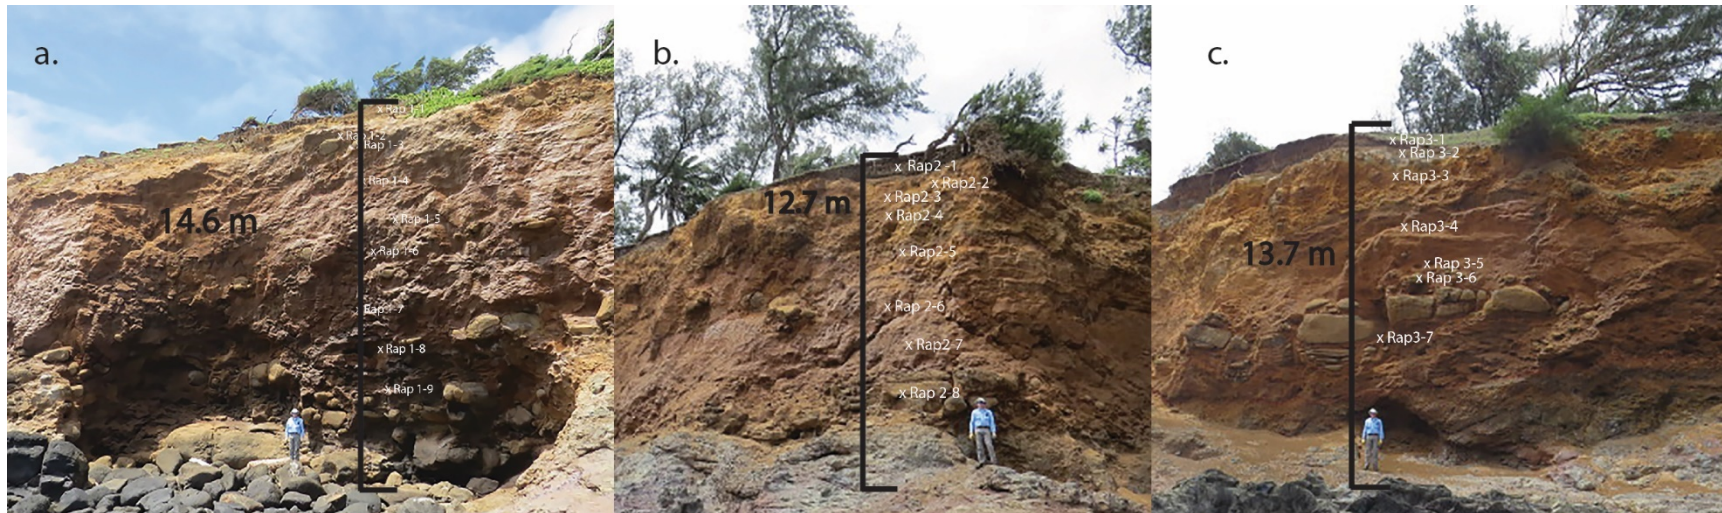 a.
x Rap 1-1
x Rap 1-2
Rap 1-3
Rap 1-4
14.6 m
x Rap 1-5
x Rap 1-6
Rap 1-7
x Rap 1-8
x Rap 1-9
b.
x Rap2 -1
x Rap2-2
12.7 m
x Rap2 3
x Rap2-4
x Rap2-5
x Rap 2-6
x Rap2-7
x Rap 2-8
c.
x Rap3-1
x Rap 3-2
x Rap3-3
x Rap3-4
13.7 m
x Rap 3-5
x Rap 3-6
x Rap3-7